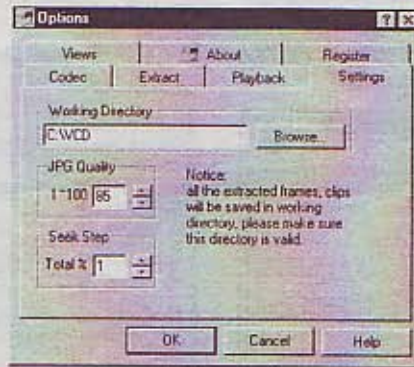 Options
Views About Register
Codec Extract Playback Settings
Working Directory
C:\VCD Browse...
JPG Quality
1~100 85
Notice:
all the extracted frames, clips
will be saved in working
directory, please make sure
this directory is valid.
Seek Step
Total % 1
OK Cancel Help